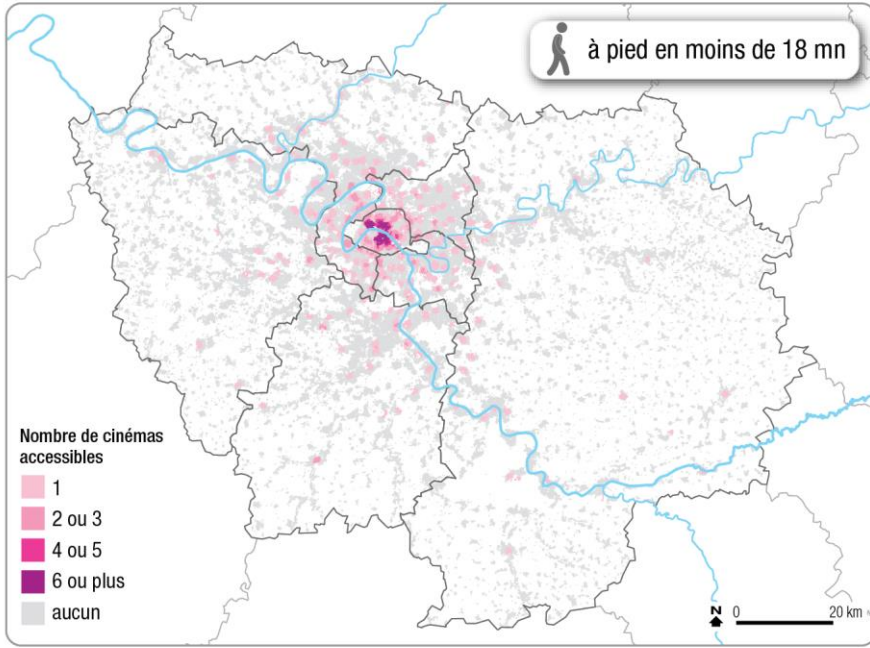 à pied en moins de 18 mn
Nombre de cinémas
accessibles
1
2 ou 3
4 ou 5
6 ou plus
aucun
N
0 20 km